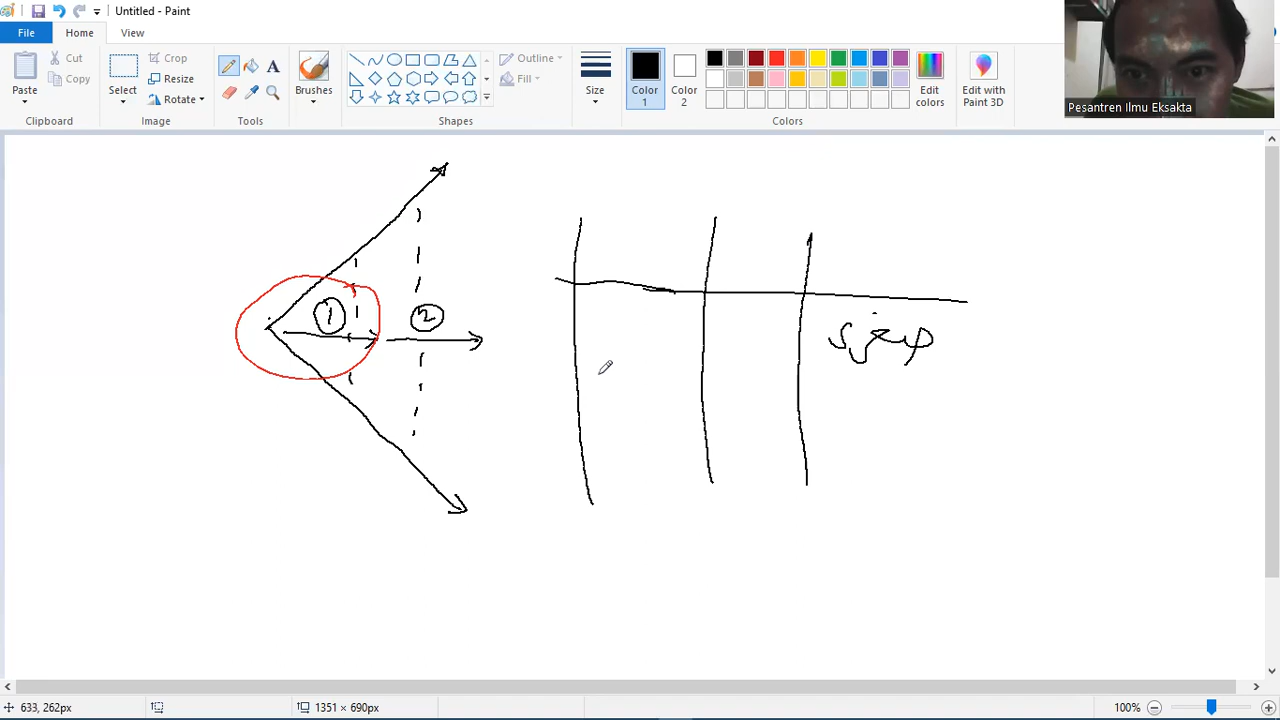 Untitled - Paint
File Home View
Paste
Cut
Copy
Clipboard
Select
Crop
Resize
Rotate
Image
Tools
Brushes
Shapes
Outline
Fill
Size
Color 1
Color 2
Edit colors
Colors
Edit with Paint 3D
Pesantren Ilmu Eksakta
1
2
633, 262px
1351 × 690px
100%